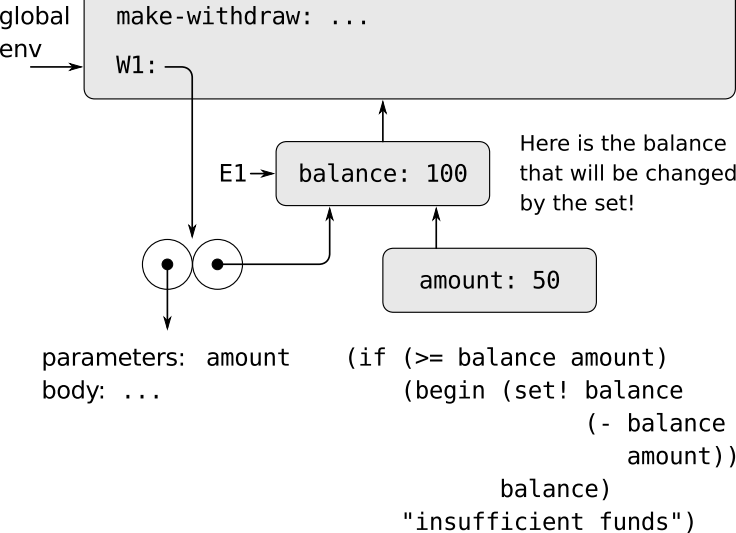 global
env
make-withdraw: ...
W1:
E1
balance: 100
Here is the balance
that will be changed
by the set!
amount: 50
parameters: amount
body: ...
(if (>= balance amount)
(begin (set! balance
(- balance
amount))
balance)
"insufficient funds")